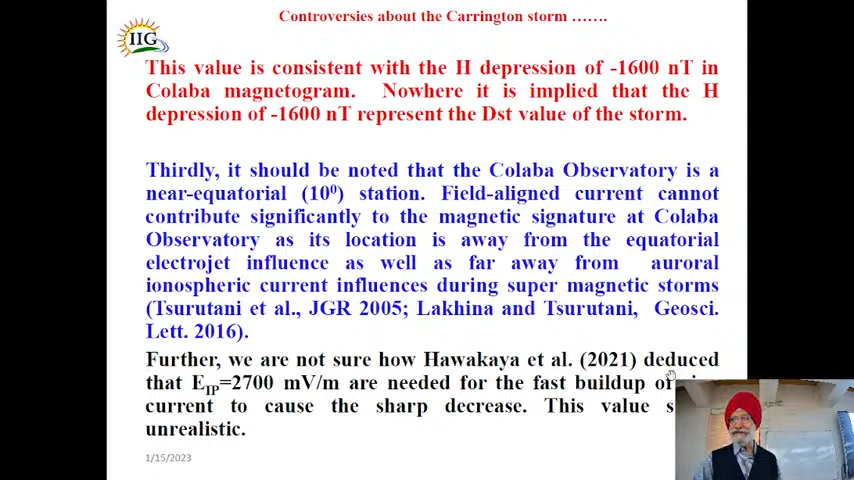 Controversies about the Carrington storm …….
IIG
This value is consistent with the H depression of -1600 nT in
Colaba magnetogram. Nowhere it is implied that the H
depression of -1600 nT represent the Dst value of the storm.
Thirdly, it should be noted that the Colaba Observatory is a
near-equatorial (10⁰) station. Field-aligned current cannot
contribute significantly to the magnetic signature at Colaba
Observatory as its location is away from the equatorial
electrojet influence as well as far away from auroral
ionospheric current influences during super magnetic storms
(Tsurutani et al., JGR 2005; Lakhina and Tsurutani, Geosci.
Lett. 2016).
Further, we are not sure how Hawakaya et al. (2021) deduced
that EIP=2700 mV/m are needed for the fast buildup of
current to cause the sharp decrease. This value
unrealistic.
1/15/2023